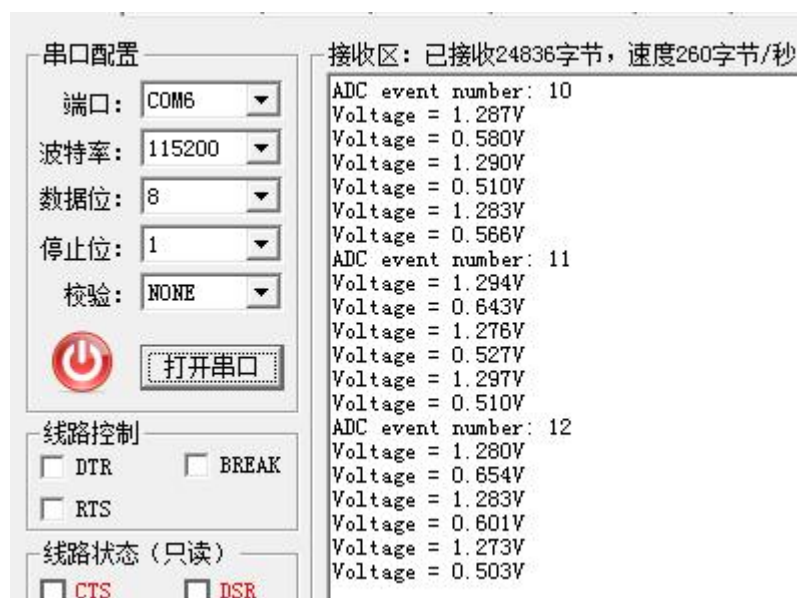 串口配置
端口: COM6
波特率: 115200
数据位: 8
停止位: 1
校验: NONE
打开串口
线路控制
DTR BREAK
RTS
线路状态（只读）
CTS DSR
接收区: 已接收24836字节，速度260字节/秒
ADC event number: 10
Voltage = 1.287V
Voltage = 0.580V
Voltage = 1.290V
Voltage = 0.510V
Voltage = 1.283V
Voltage = 0.566V
ADC event number: 11
Voltage = 1.294V
Voltage = 0.643V
Voltage = 1.276V
Voltage = 0.527V
Voltage = 1.297V
Voltage = 0.510V
ADC event number: 12
Voltage = 1.280V
Voltage = 0.654V
Voltage = 1.283V
Voltage = 0.601V
Voltage = 1.273V
Voltage = 0.503V